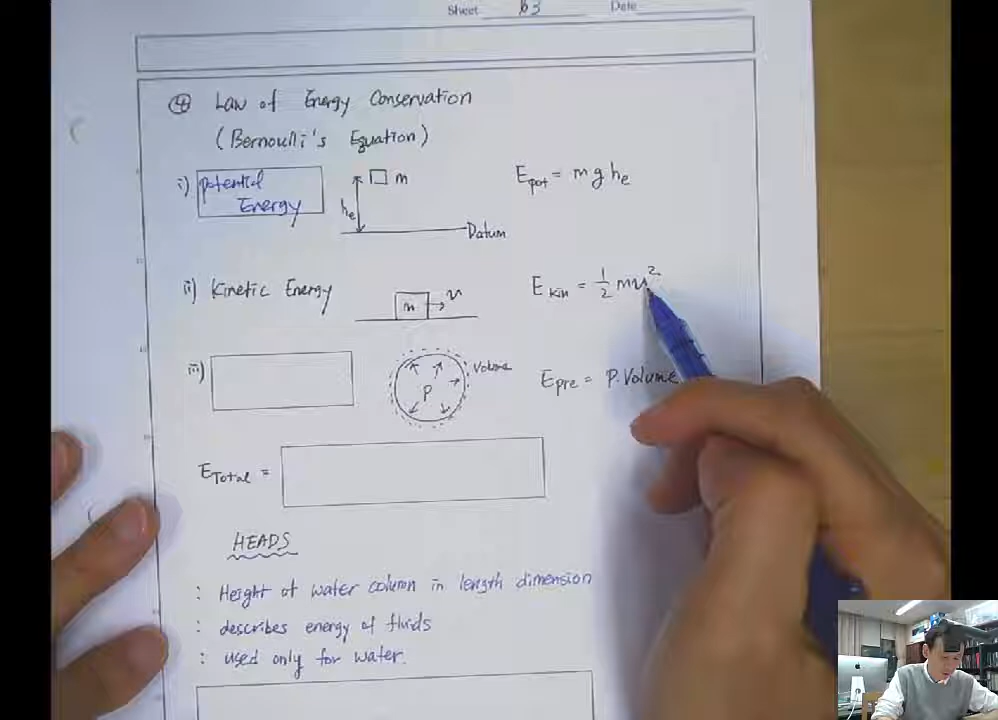 Sheet 63 Date
④ Law of Energy Conservation
(Bernoulli's Equation)
i) potential Energy
m
he
Datum
Epot = m g he
ii) Kinetic Energy
m
v
E kin = 1/2 mv²
iii)
P
Volume
Epre = P. Volume
ETotal =
HEADS
: Height of water column in length dimension
: describes energy of fluids
: used only for water.